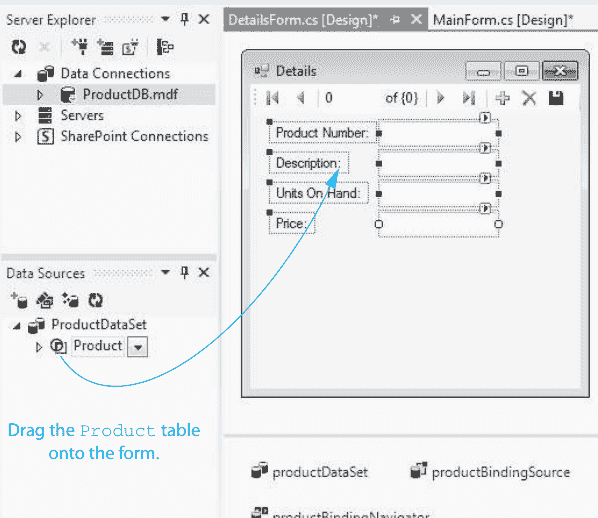 Server Explorer
DetailsForm.cs [Design]*
MainForm.cs [Design]*
Data Connections
ProductDB.mdf
Servers
SharePoint Connections
Details
0
of {0}
Product Number:
Description:
Units On Hand:
Price:
Data Sources
ProductDataSet
Product
Drag the Product table
onto the form.
productDataSet
productBindingSource
productBindingNavigator